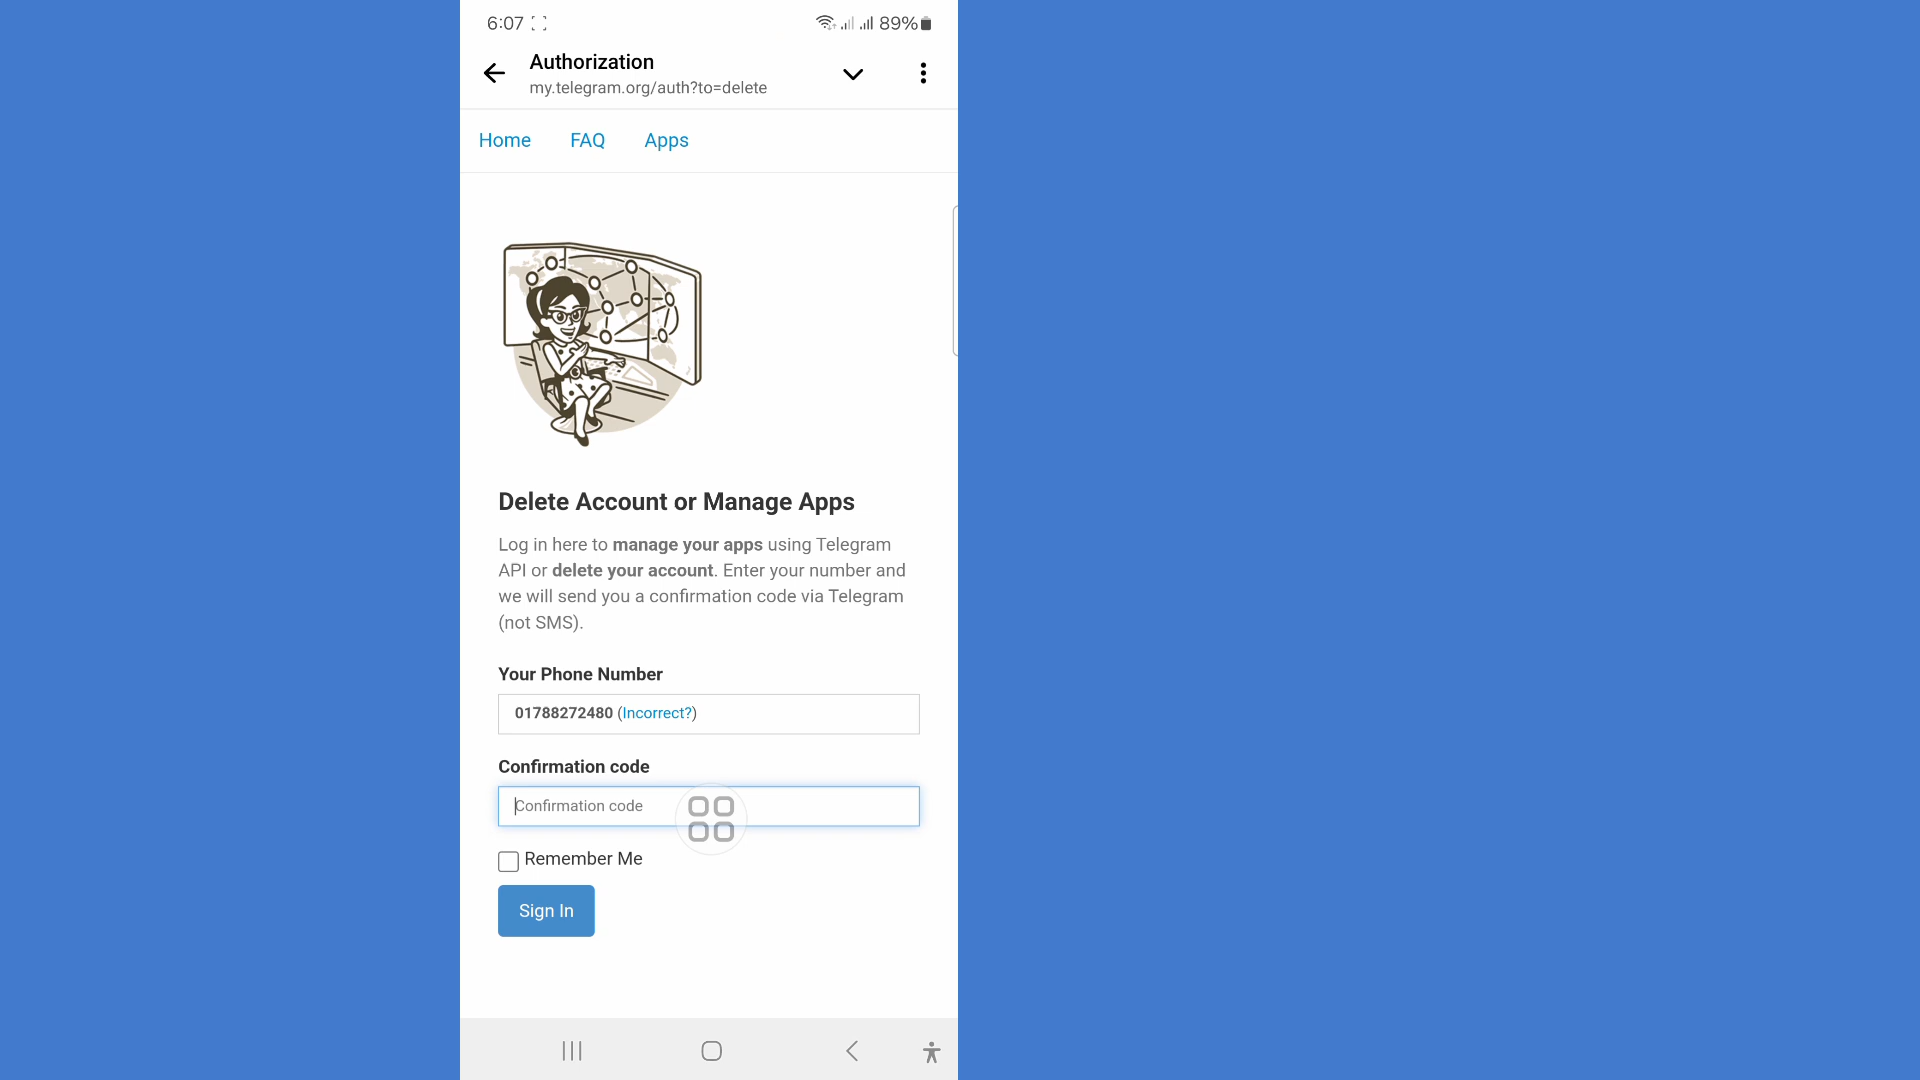 6:07 89%
Authorization
my.telegram.org/auth?to=delete
Home FAQ Apps
Delete Account or Manage Apps
Log in here to manage your apps using Telegram
API or delete your account. Enter your number and
we will send you a confirmation code via Telegram
(not SMS).
Your Phone Number
01788272480 (Incorrect?)
Confirmation code
Confirmation code
Remember Me
Sign In